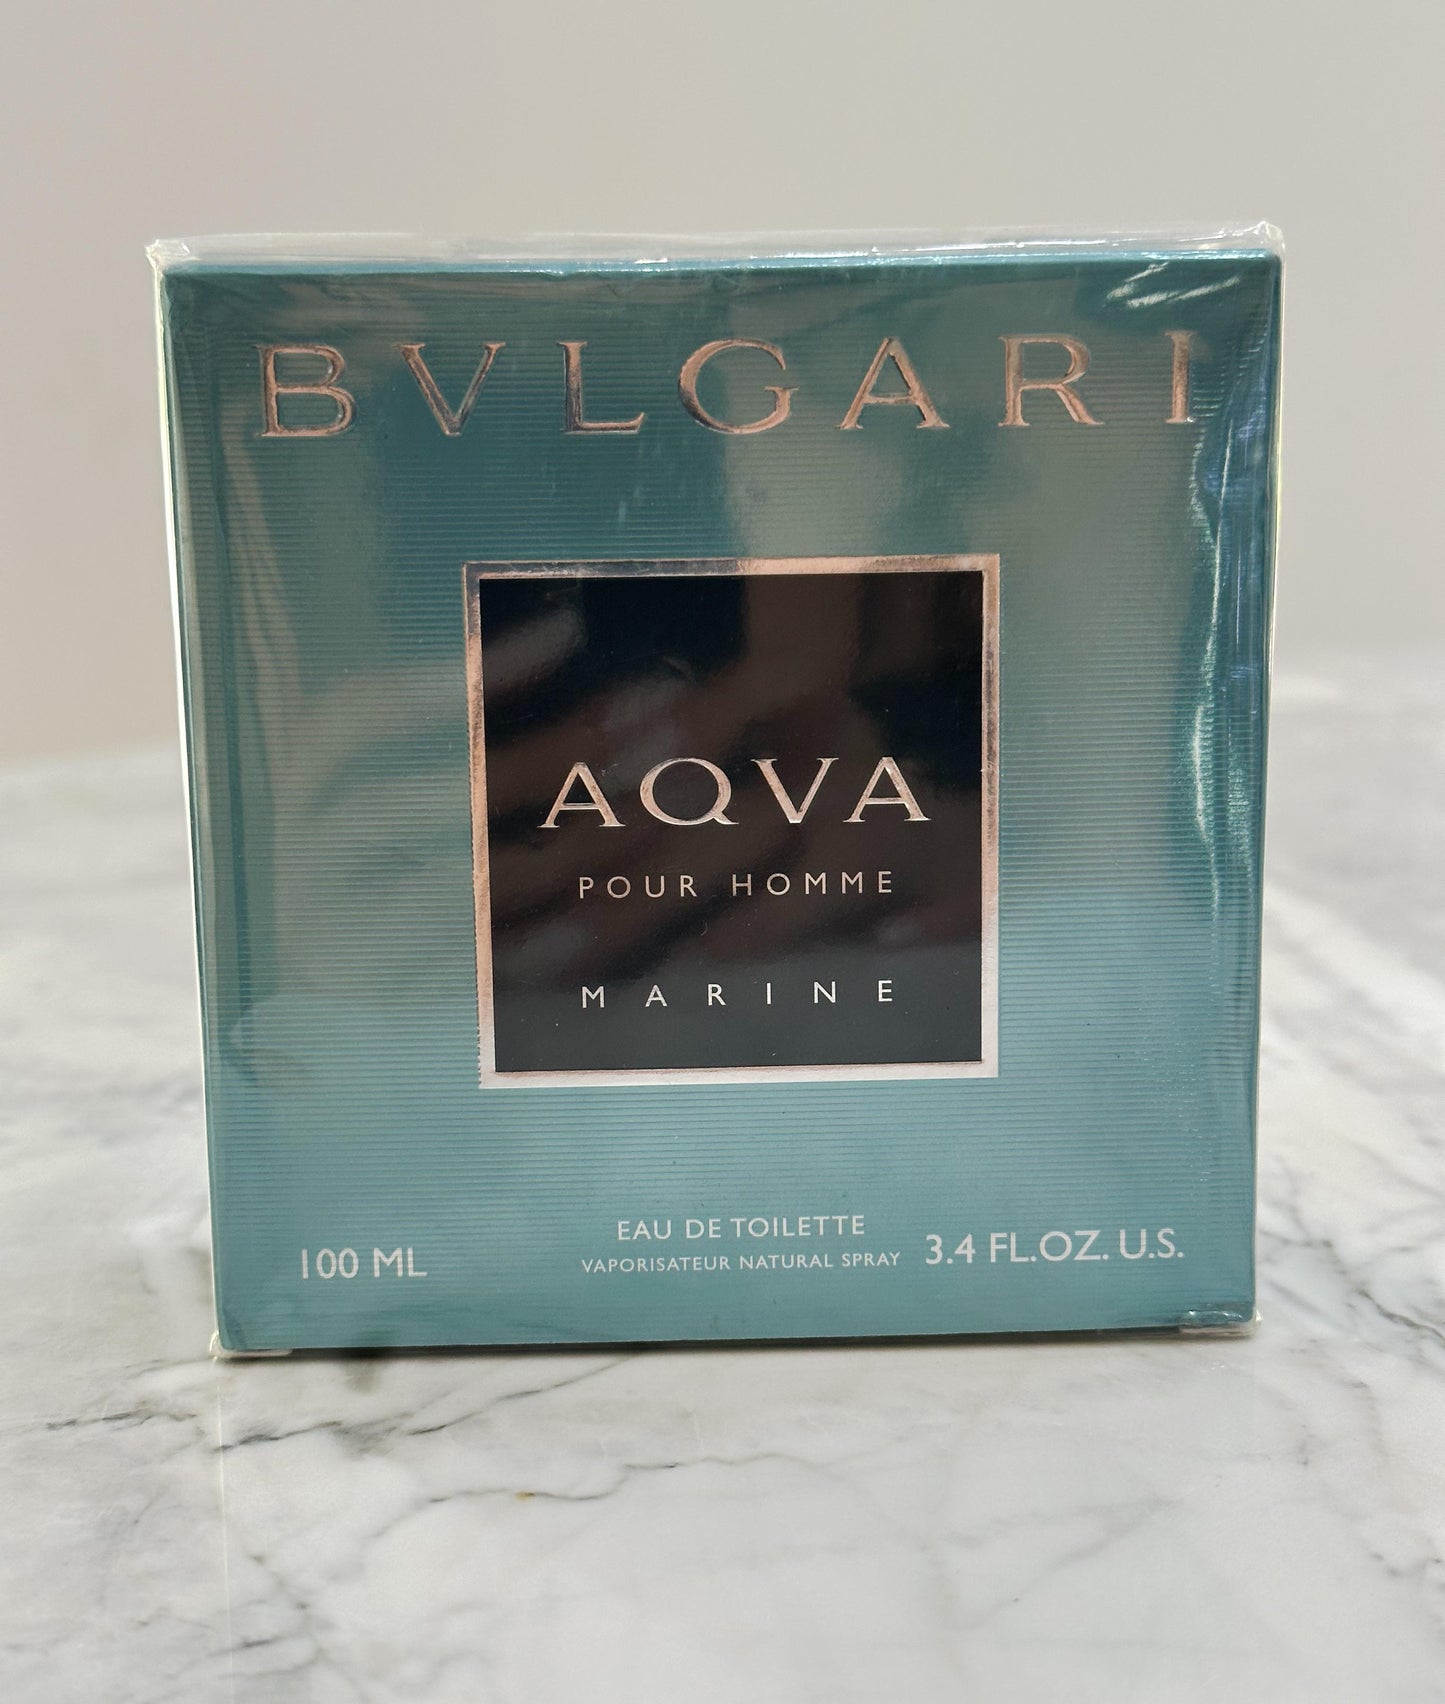 BVLGARI
AQVA
POUR HOMME
MARINE
EAU DE TOILETTE
100 ML VAPORISATEUR NATURAL SPRAY 3.4 FL.OZ. U.S.